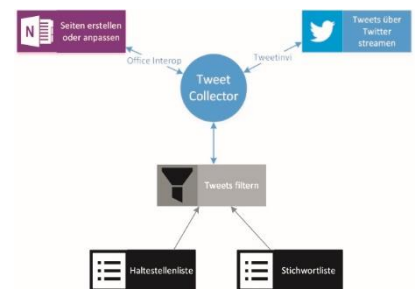 N
Seiten erstellen
oder anpassen
Tweets über
Twitter
streamen
Office Interop
Tweetinvi
Tweet
Collector
Tweets filtern
Haltestellenliste
Stichwortliste